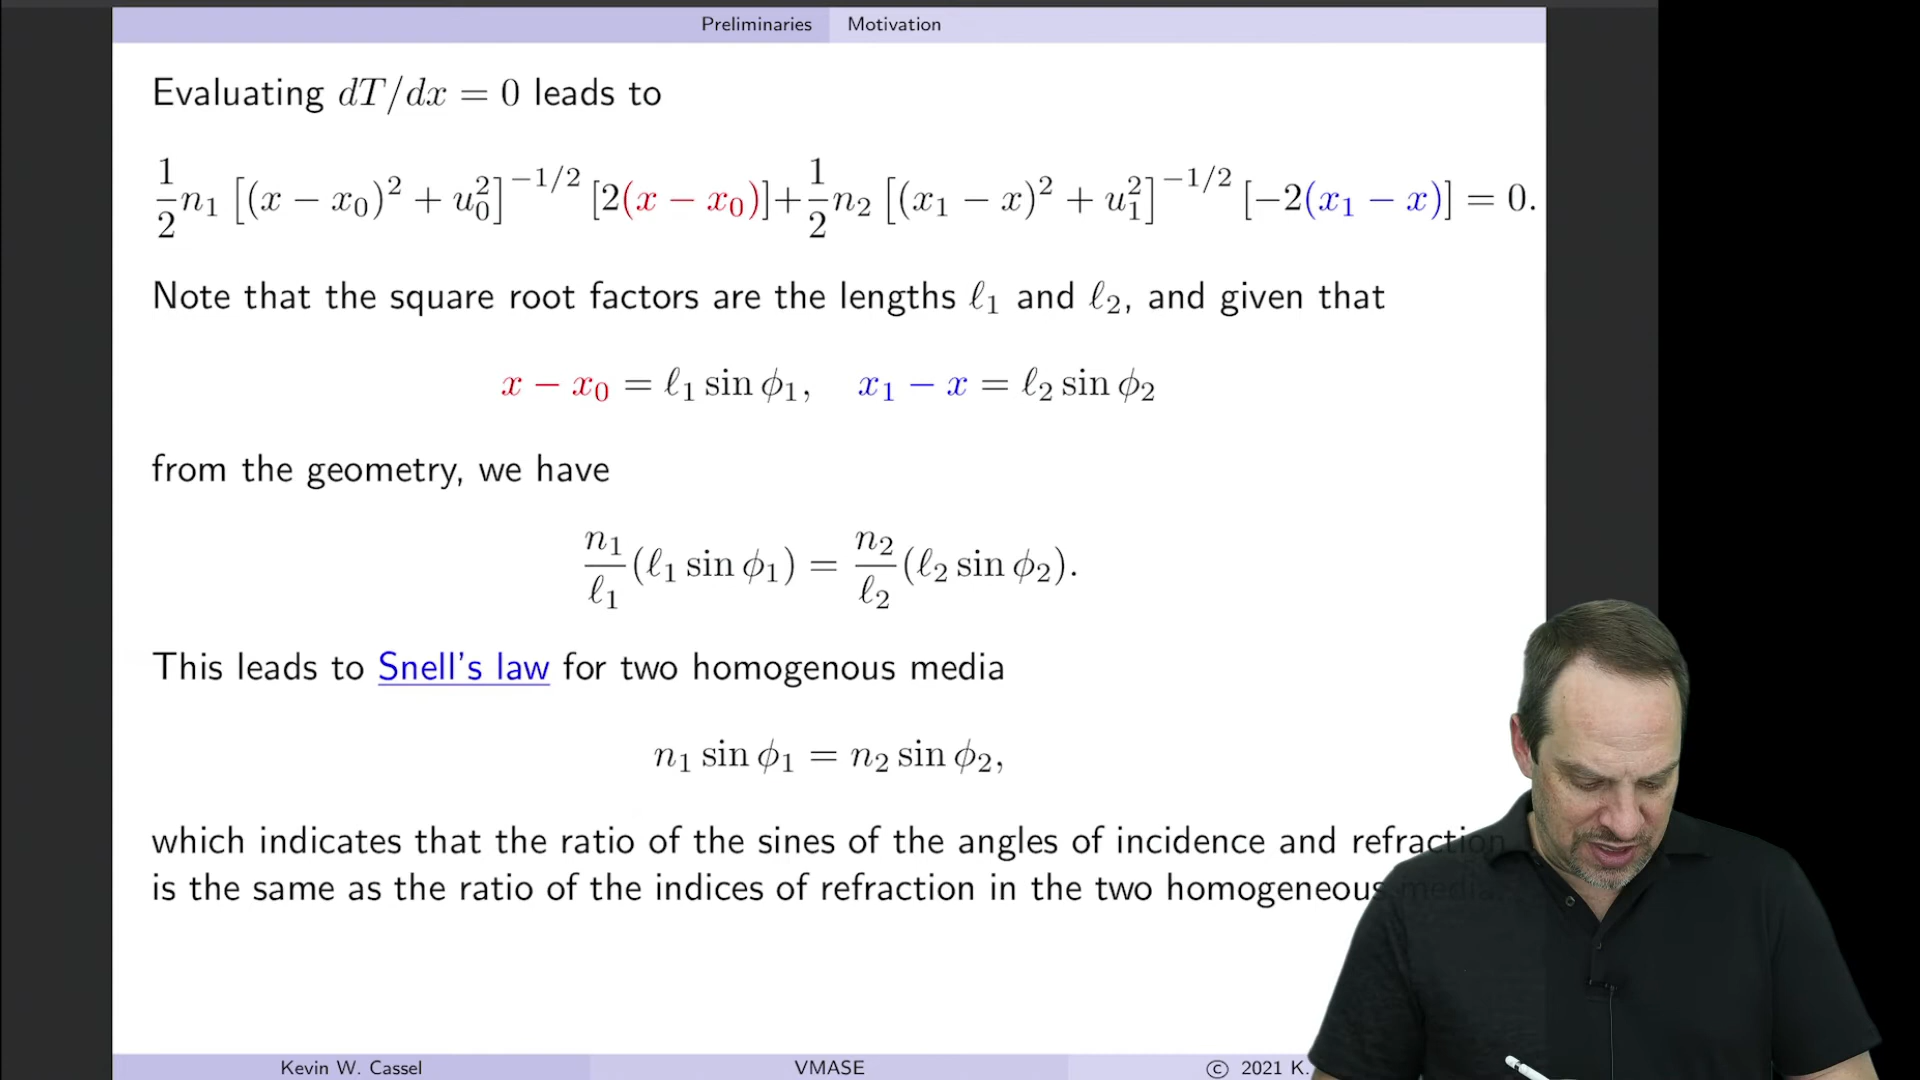 Preliminaries Motivation
Evaluating dT/dx = 0 leads to
1/2 n₁ [(x − x₀)² + u₀²]^{−1/2} [2(x − x₀)] + 1/2 n₂ [(x₁ − x)² + u₁²]^{−1/2} [−2(x₁ − x)] = 0.
Note that the square root factors are the lengths ℓ₁ and ℓ₂, and given that
x − x₀ = ℓ₁ sin ϕ₁, x₁ − x = ℓ₂ sin ϕ₂
from the geometry, we have
n₁/ℓ₁ (ℓ₁ sin ϕ₁) = n₂/ℓ₂ (ℓ₂ sin ϕ₂).
This leads to Snell's law for two homogenous media
n₁ sin ϕ₁ = n₂ sin ϕ₂,
which indicates that the ratio of the sines of the angles of incidence and refraction
is the same as the ratio of the indices of refraction in the two homogeneous media.
Kevin W. Cassel VMASE © 2021 K.